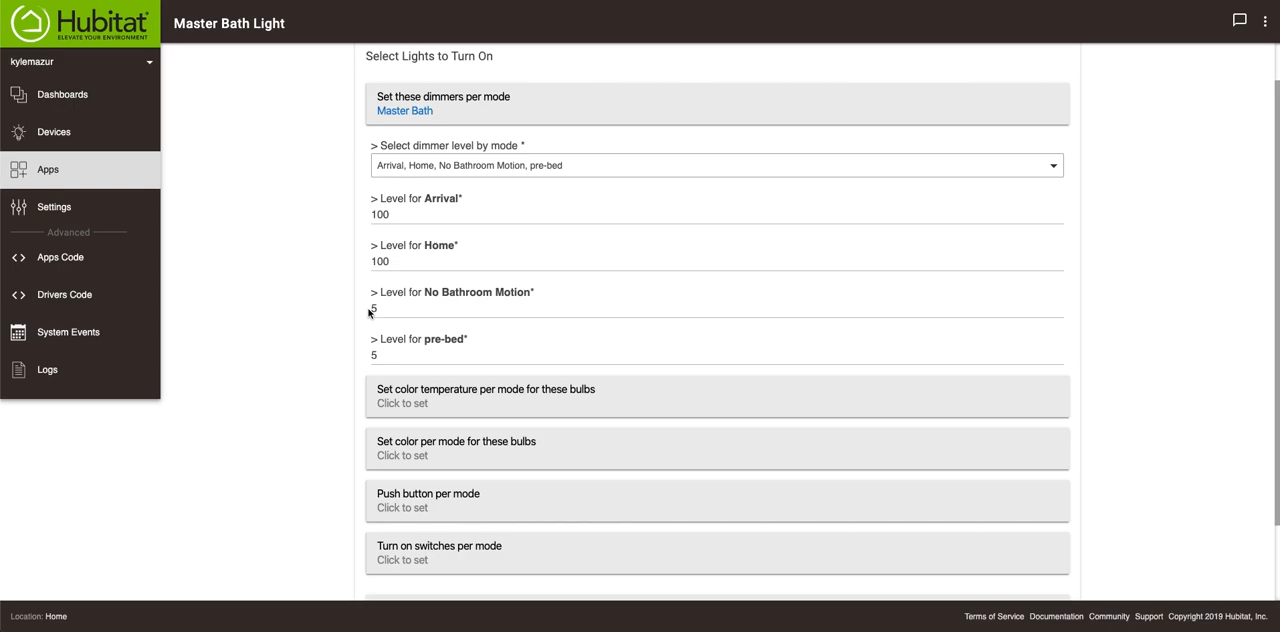 Hubitat®
ELEVATE YOUR ENVIRONMENT
Master Bath Light
kylemazur
Dashboards
Devices
Apps
Settings
Advanced
Apps Code
Drivers Code
System Events
Logs
Select Lights to Turn On
Set these dimmers per mode
Master Bath
> Select dimmer level by mode *
Arrival, Home, No Bathroom Motion, pre-bed
> Level for Arrival*
100
> Level for Home*
100
> Level for No Bathroom Motion*
5
> Level for pre-bed*
5
Set color temperature per mode for these bulbs
Click to set
Set color per mode for these bulbs
Click to set
Push button per mode
Click to set
Turn on switches per mode
Click to set
Location: Home
Terms of Service Documentation Community Support Copyright 2019 Hubitat, Inc.